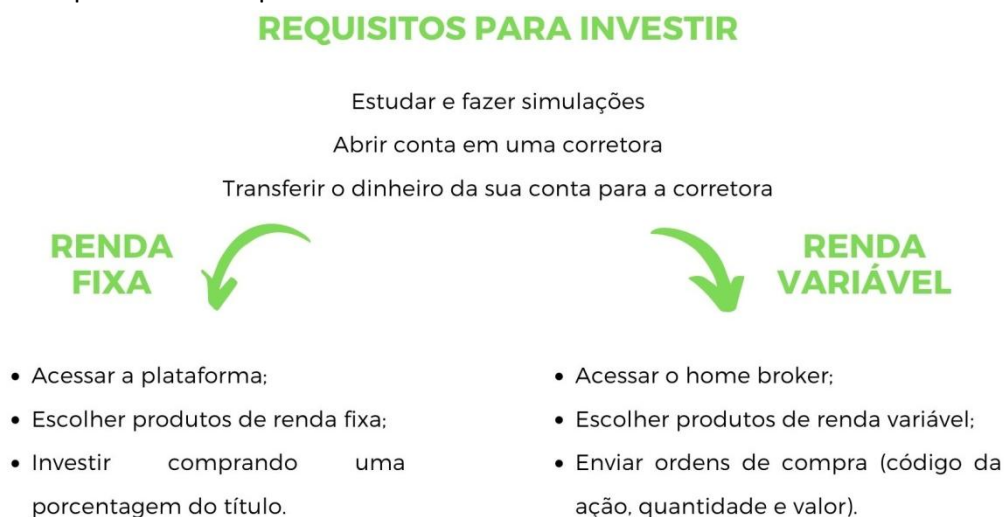 REQUISITOS PARA INVESTIR
Estudar e fazer simulações
Abrir conta em uma corretora
Transferir o dinheiro da sua conta para a corretora
RENDA
FIXA
• Acessar a plataforma;
• Escolher produtos de renda fixa;
• Investir comprando uma
porcentagem do título.
RENDA
VARIÁVEL
• Acessar o home broker;
• Escolher produtos de renda variável;
• Enviar ordens de compra (código da
ação, quantidade e valor).